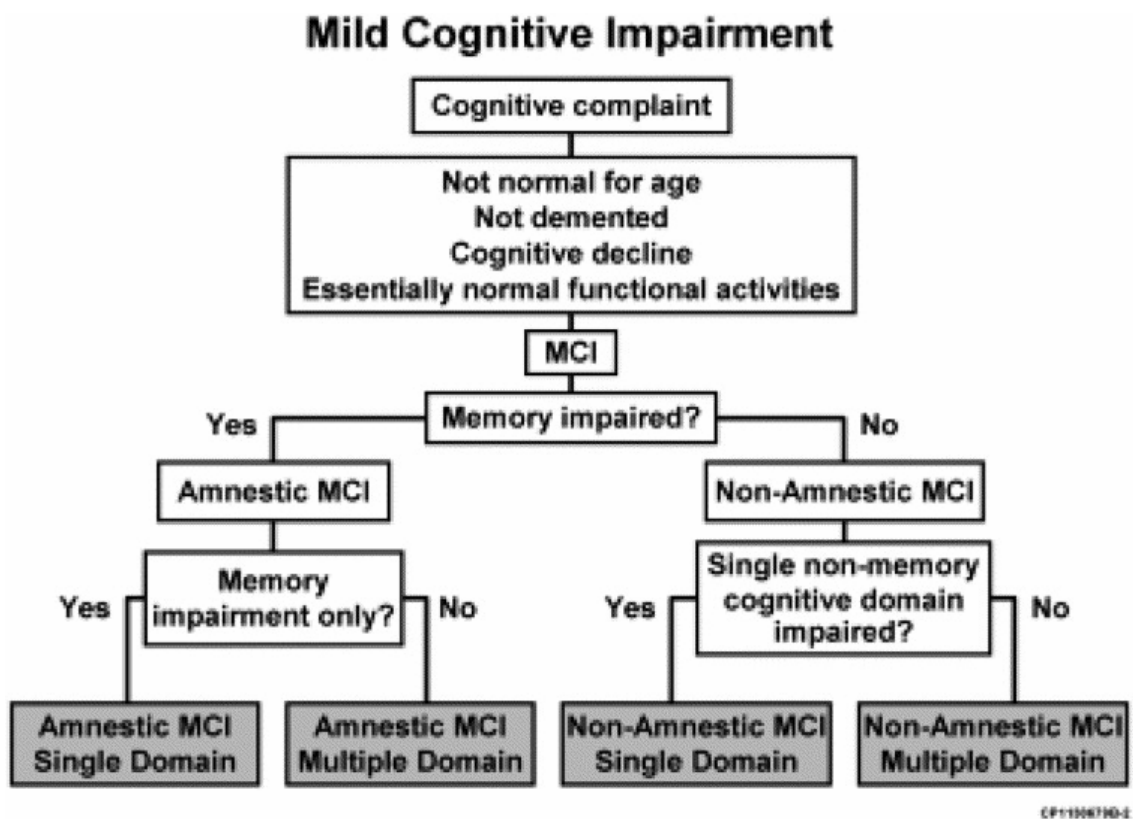 Mild Cognitive Impairment
Cognitive complaint
Not normal for age
Not demented
Cognitive decline
Essentially normal functional activities
MCI
Memory impaired?
Yes
No
Amnestic MCI
Non-Amnestic MCI
Memory
impairment only?
Yes
No
Single non-memory
cognitive domain
impaired?
Yes
No
Amnestic MCI
Single Domain
Amnestic MCI
Multiple Domain
Non-Amnestic MCI
Single Domain
Non-Amnestic MCI
Multiple Domain